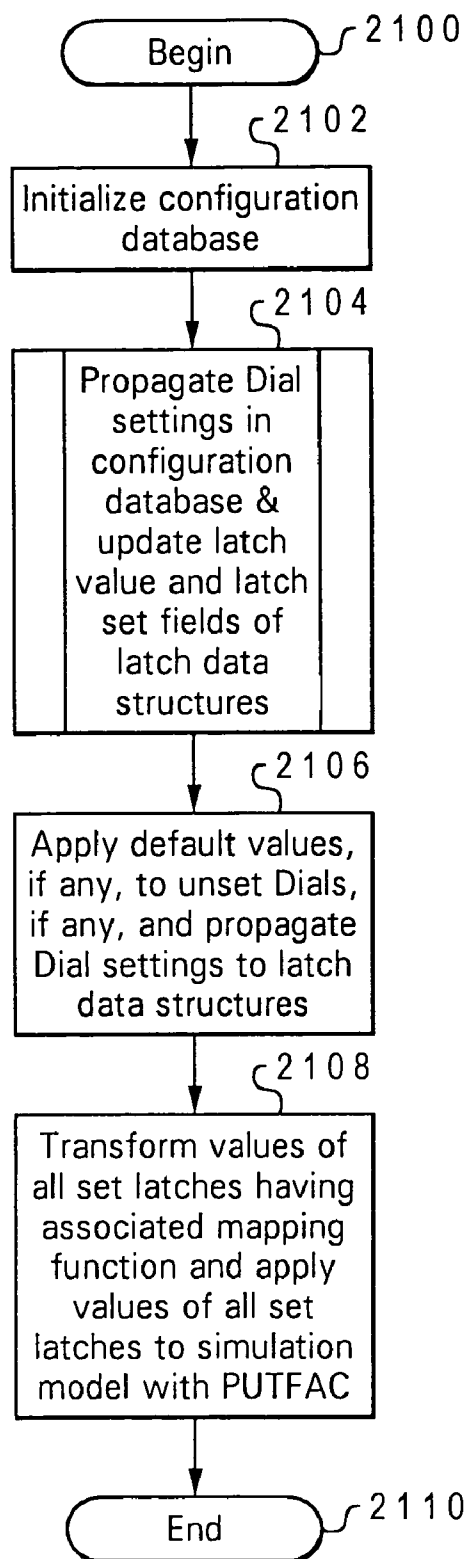 2100
Begin
2102
Initialize configuration
database
2104
Propagate Dial
settings in
configuration
database &
update latch
value and latch
set fields of
latch data
structures
2106
Apply default values,
if any, to unset Dials,
if any, and propagate
Dial settings to latch
data structures
2108
Transform values of
all set latches having
associated mapping
function and apply
values of all set
latches to simulation
model with PUTFAC
End
2110